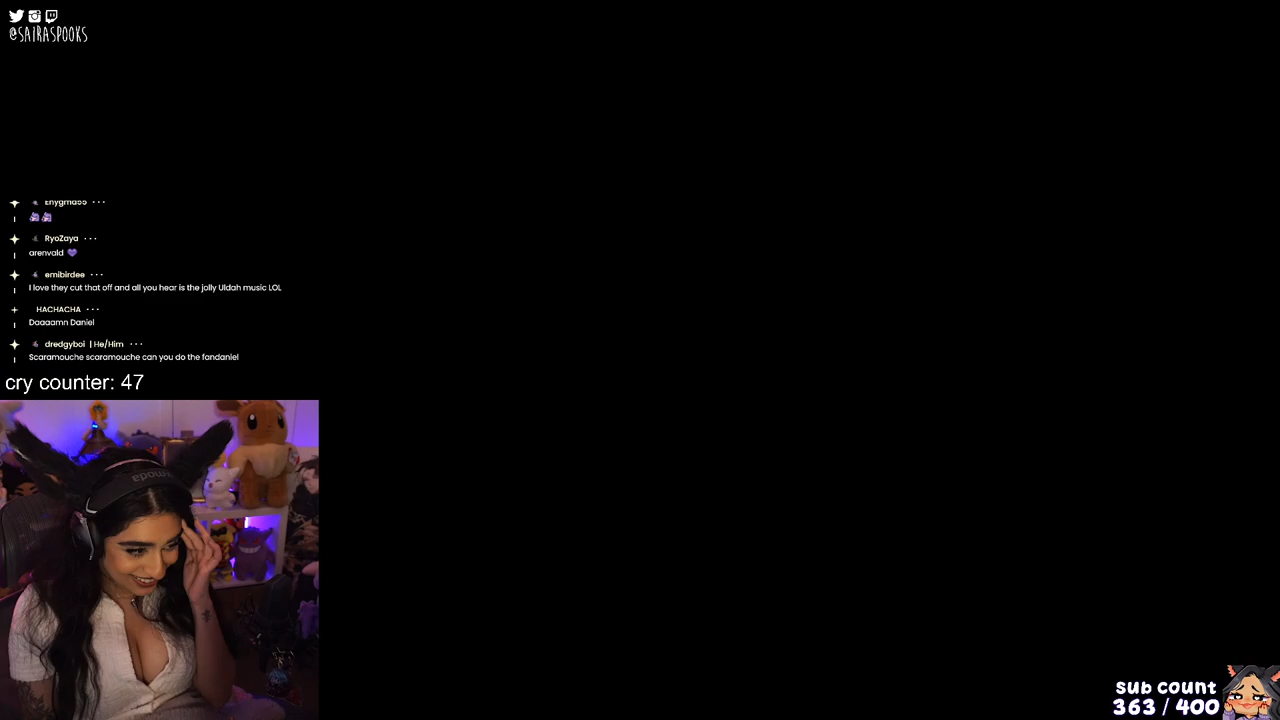 @SAIRASPOOKS
Enygma55 ...
RyoZaya ...
arenvald 💜
emibirdee ...
I love they cut that off and all you hear is the jolly Uldah music LOL
HACHACHA ...
Daaaamn Daniel
dredgyboi | He/Him ...
Scaramouche scaramouche can you do the fandaniel
cry counter: 47
sub count
363 / 400